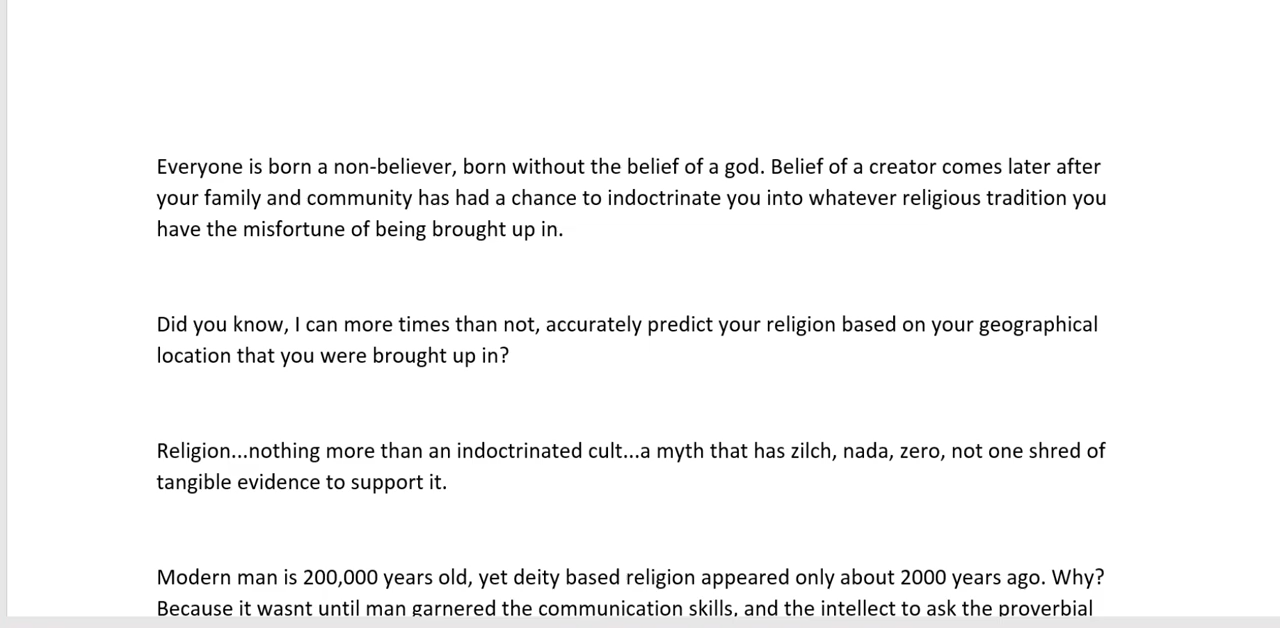 Everyone is born a non-believer, born without the belief of a god. Belief of a creator comes later after
your family and community has had a chance to indoctrinate you into whatever religious tradition you
have the misfortune of being brought up in.
Did you know, I can more times than not, accurately predict your religion based on your geographical
location that you were brought up in?
Religion...nothing more than an indoctrinated cult...a myth that has zilch, nada, zero, not one shred of
tangible evidence to support it.
Modern man is 200,000 years old, yet deity based religion appeared only about 2000 years ago. Why?
Because it wasnt until man garnered the communication skills, and the intellect to ask the proverbial